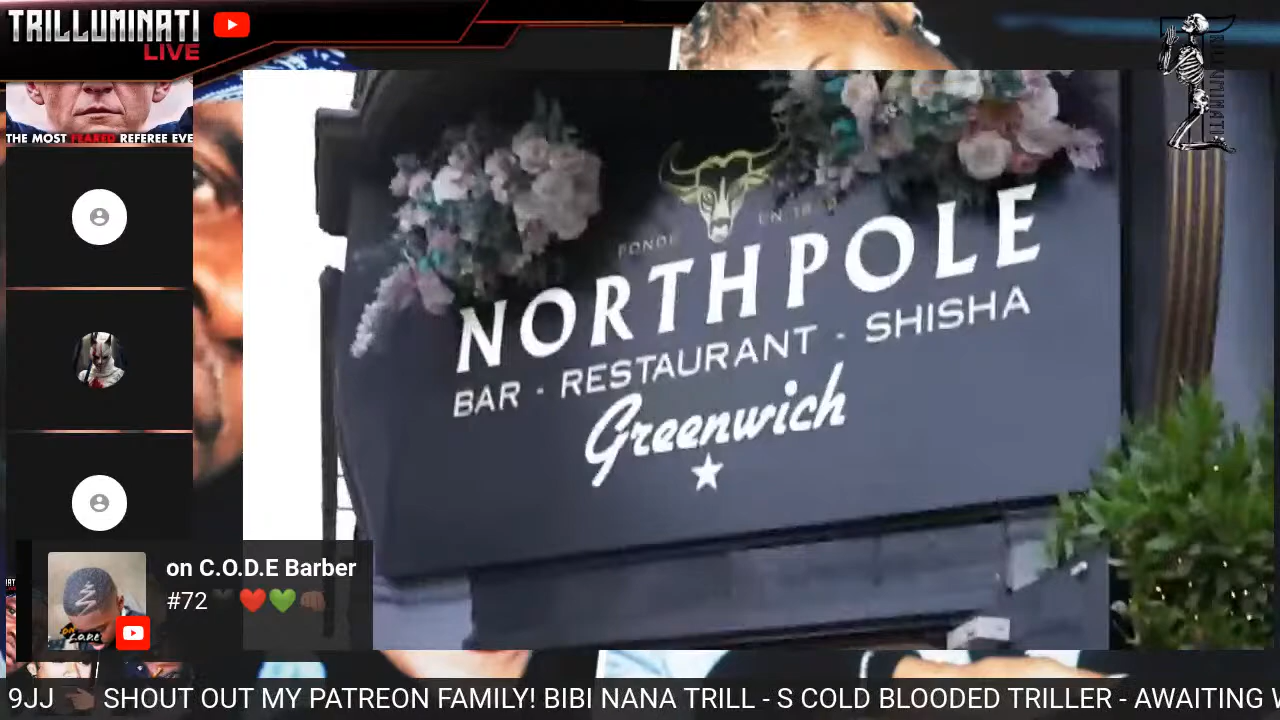 TRILLUMINATI
LIVE
THE MOST FEARED REFEREE EVE
NORTHPOLE
BAR - RESTAURANT - SHISHA
Greenwich
TRILLUMINATI
on C.O.D.E Barber
#72🖤❤️💚👊🏾
9JJ SHOUT OUT MY PATREON FAMILY! BIBI NANA TRILL - S COLD BLOODED TRILLER - AWAITING